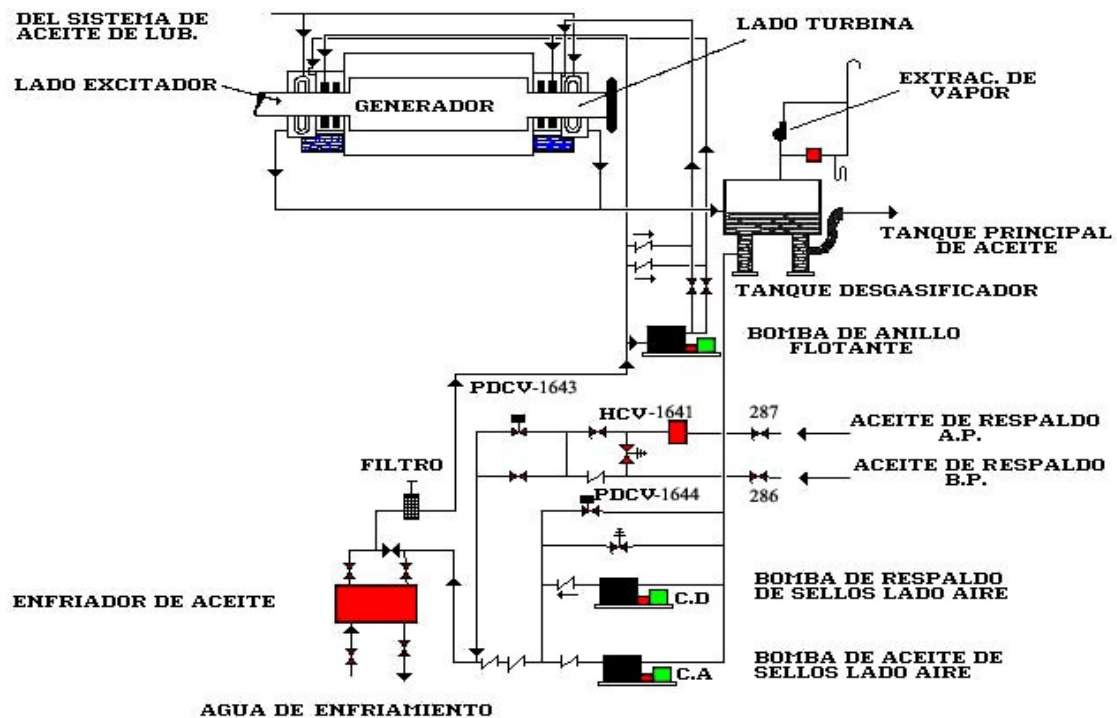 DEL SISTEMA DE
ACEITE DE LUB.
LADO TURBINA
LADO EXCITADOR
GENERADOR
EXTRAC. DE
VAPOR
TANQUE PRINCIPAL
DE ACEITE
TANQUE DESGASIFICADOR
BOMBA DE ANILLO
FLOTANTE
PDCV-1643
HCV-1641
287
ACEITE DE RESPALDO
A.P.
FILTRO
ACEITE DE RESPALDO
B.P.
PDCV-1644
286
BOMBA DE RESPALDO
DE SELLOS LADO AIRE
C.D
ENFRIADOR DE ACEITE
BOMBA DE ACEITE DE
SELLOS LADO AIRE
C.A
AGUA DE ENFRIAMIENTO